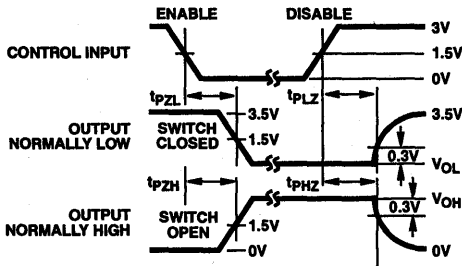 ENABLE DISABLE
3V
CONTROL INPUT 1.5V
0V
tPZL tPLZ
3.5V 3.5V
OUTPUT NORMALLY LOW SWITCH CLOSED 1.5V 0.3V
VOL
tPZH tPHZ VOH
0.3V
OUTPUT NORMALLY HIGH SWITCH OPEN 1.5V
0V 0V